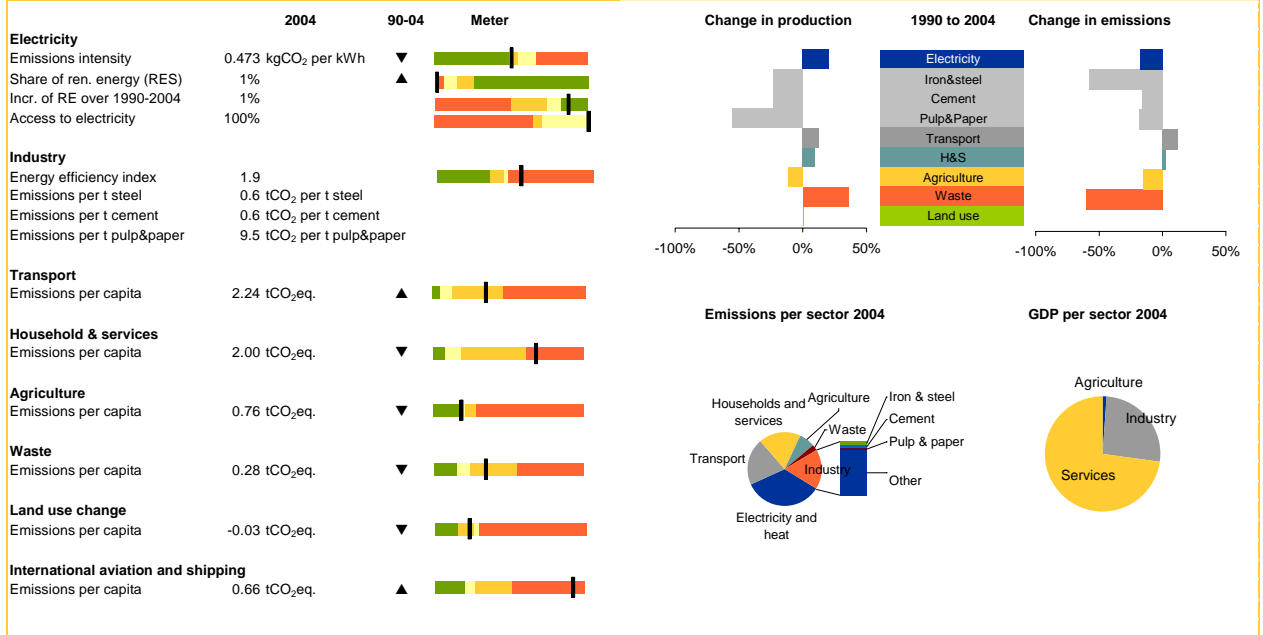 2004 90-04 Meter
Electricity
Emissions intensity 0.473 kgCO₂ per kWh ▼
Share of ren. energy (RES) 1% ▲
Incr. of RE over 1990-2004 1%
Access to electricity 100%
Industry
Energy efficiency index 1.9
Emissions per t steel 0.6 tCO₂ per t steel
Emissions per t cement 0.6 tCO₂ per t cement
Emissions per t pulp&paper 9.5 tCO₂ per t pulp&paper
Transport
Emissions per capita 2.24 tCO₂eq. ▲
Household & services
Emissions per capita 2.00 tCO₂eq. ▼
Agriculture
Emissions per capita 0.76 tCO₂eq. ▼
Waste
Emissions per capita 0.28 tCO₂eq. ▼
Land use change
Emissions per capita -0.03 tCO₂eq. ▼
International aviation and shipping
Emissions per capita 0.66 tCO₂eq. ▲
Change in production 1990 to 2004 Change in emissions
Electricity
Iron&steel
Cement
Pulp&Paper
Transport
H&S
Agriculture
Waste
Land use
-100% -50% 0% 50%
-100% -50% 0% 50%
Emissions per sector 2004
Households and
services
Agriculture
Waste
Transport
Industry
Electricity and
heat
Iron & steel
Cement
Pulp & paper
Other
GDP per sector 2004
Agriculture
Industry
Services